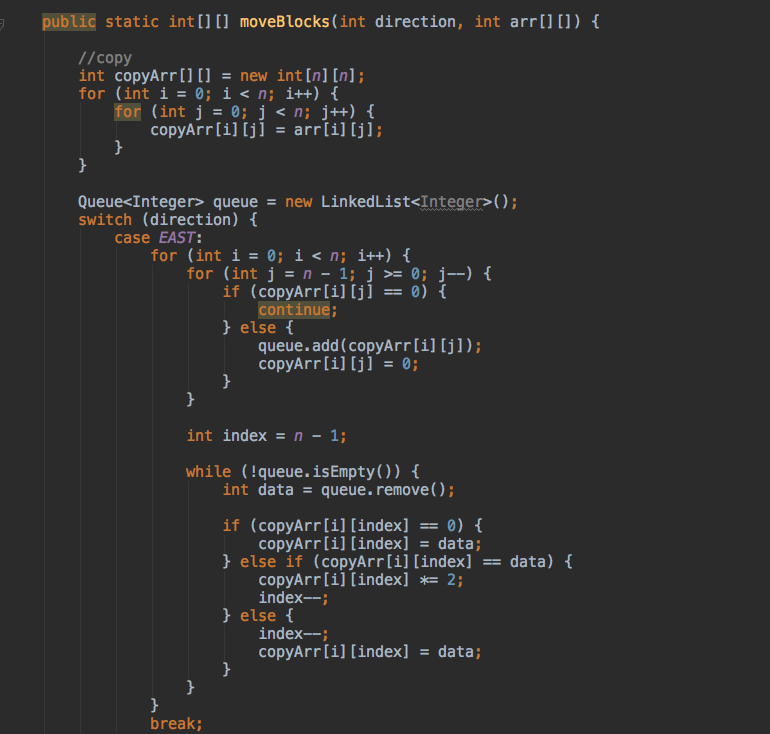 public static int[][] moveBlocks(int direction, int arr[][]) {
//copy
int copyArr[][] = new int[n][n];
for (int i = 0; i < n; i++) {
for (int j = 0; j < n; j++) {
copyArr[i][j] = arr[i][j];
}
}
Queue<Integer> queue = new LinkedList<Integer>();
switch (direction) {
case EAST:
for (int i = 0; i < n; i++) {
for (int j = n - 1; j >= 0; j--) {
if (copyArr[i][j] == 0) {
continue;
} else {
queue.add(copyArr[i][j]);
copyArr[i][j] = 0;
}
}
int index = n - 1;
while (!queue.isEmpty()) {
int data = queue.remove();
if (copyArr[i][index] == 0) {
copyArr[i][index] = data;
} else if (copyArr[i][index] == data) {
copyArr[i][index] *= 2;
index--;
} else {
index--;
copyArr[i][index] = data;
}
}
}
break;